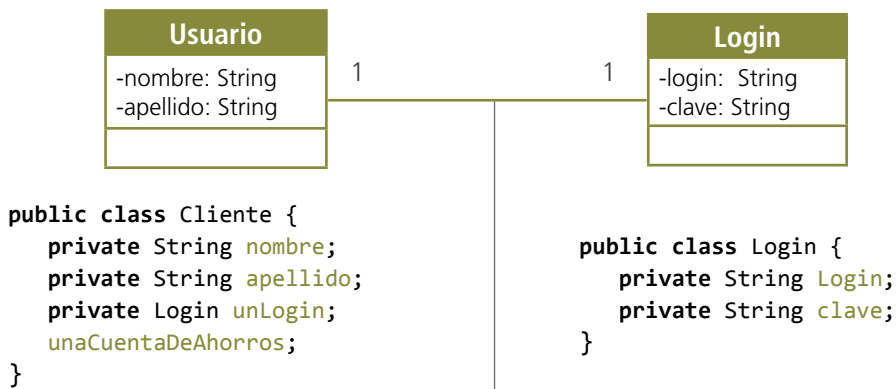 Usuario
-nombre: String
-apellido: String
1
1
Login
-login: String
-clave: String
public class Cliente {
private String nombre;
private String apellido;
private Login unLogin;
unaCuentaDeAhorros;
}
public class Login {
private String Login;
private String clave;
}